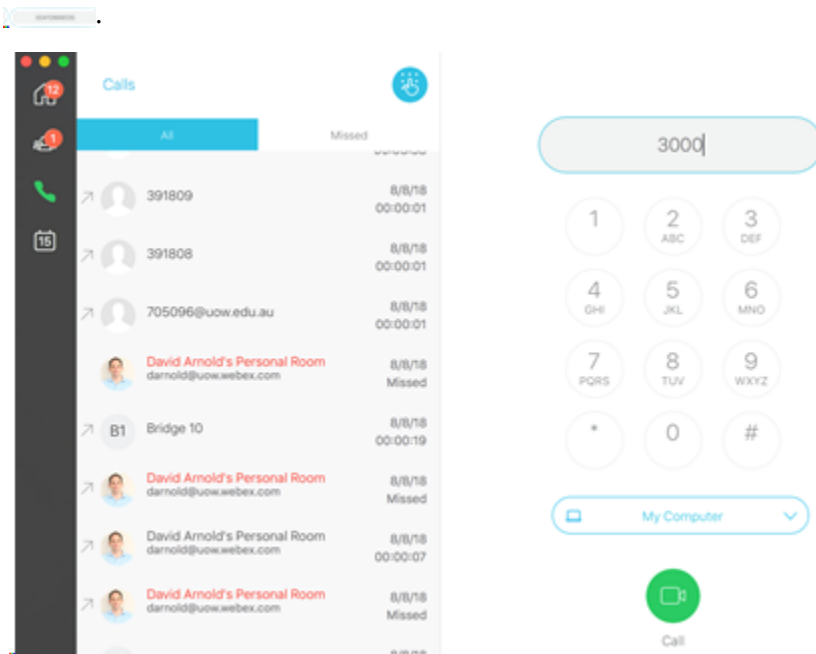 .
12
Calls
All
Missed
3000
1
391809
8/8/18
00:00:01
15
391808
8/8/18
00:00:01
705096@uow.edu.au
8/8/18
00:00:01
David Arnold's Personal Room
darnold@uow.webex.com
8/8/18
Missed
B1
Bridge 10
8/8/18
00:00:19
David Arnold's Personal Room
darnold@uow.webex.com
8/8/18
Missed
David Arnold's Personal Room
darnold@uow.webex.com
8/8/18
00:00:07
David Arnold's Personal Room
darnold@uow.webex.com
8/8/18
Missed
1
2
3
ABC
DEF
4
5
6
GHI
JKL
MNO
7
8
9
PQRS
TUV
WXYZ
*
0
#
My Computer
Call